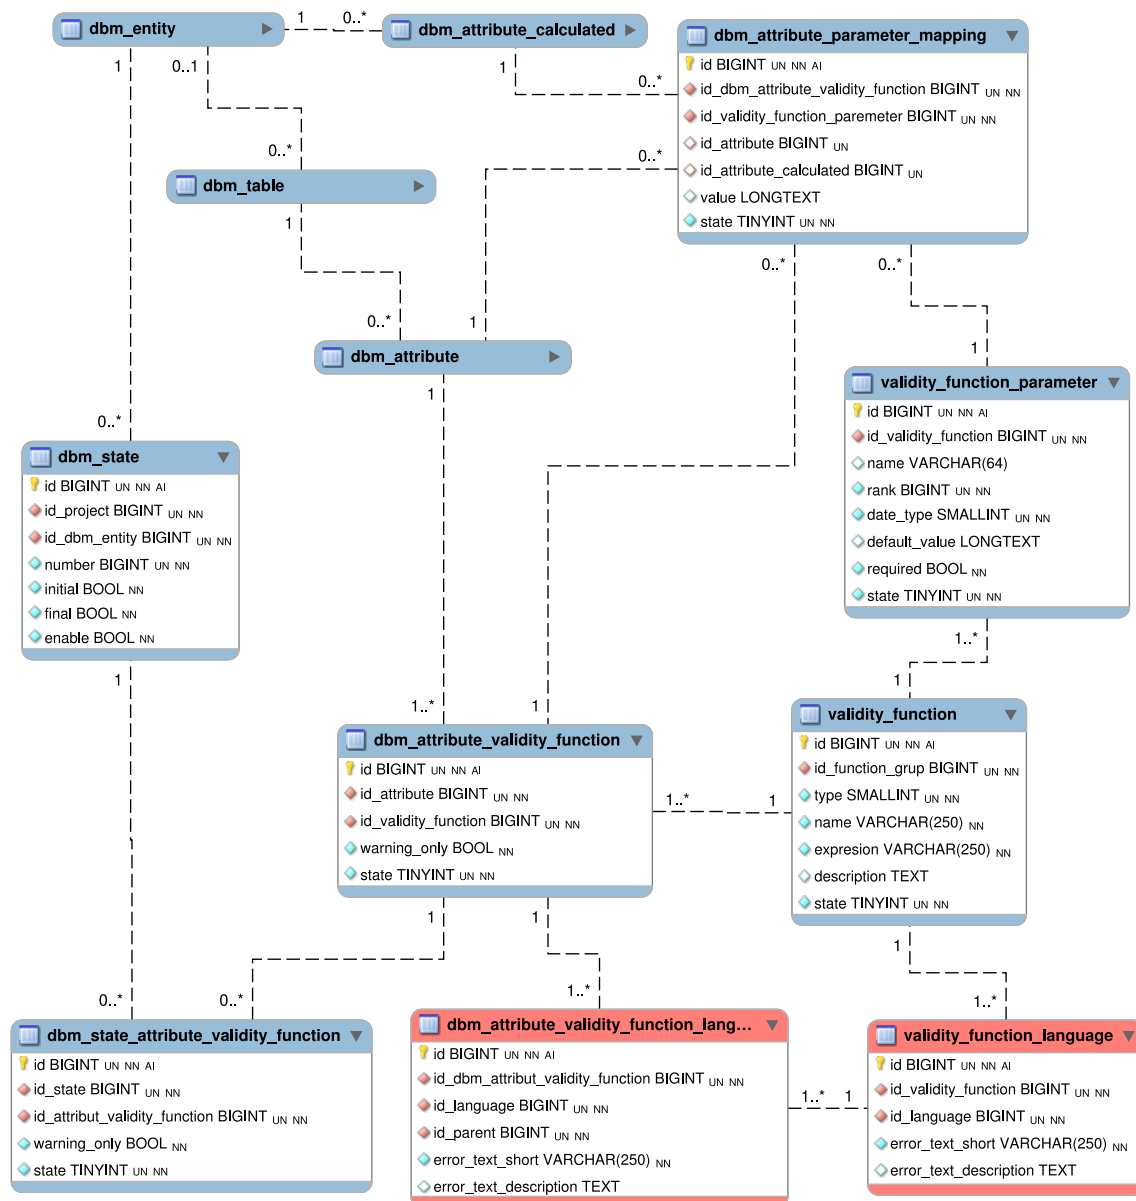 dbm_entity
1
0..*
dbm_attribute_calculated
1
0..1
1
0..*
dbm_attribute_parameter_mapping
id BIGINT UN NN AI
id_dbm_attribute_validity_function BIGINT UN NN
id_validity_function_paremeter BIGINT UN NN
id_attribute BIGINT UN
id_attribute_calculated BIGINT UN
value LONGTEXT
state TINYINT UN NN
0..*
dbm_table
0..*
1
0..*
0..*
0..*
1
dbm_attribute
1
1
validity_function_parameter
id BIGINT UN NN AI
id_validity_function BIGINT UN NN
name VARCHAR(64)
rank BIGINT UN NN
date_type SMALLINT UN NN
default_value LONGTEXT
required BOOL NN
state TINYINT UN NN
0..*
dbm_state
id BIGINT UN NN AI
id_project BIGINT UN NN
id_dbm_entity BIGINT UN NN
number BIGINT UN NN
initial BOOL NN
final BOOL NN
enable BOOL NN
1
1..*
1
1..*
1
dbm_attribute_validity_function
id BIGINT UN NN AI
id_attribute BIGINT UN NN
id_validity_function BIGINT UN NN
warning_only BOOL NN
state TINYINT UN NN
1..*
1
validity_function
id BIGINT UN NN AI
id_function_grup BIGINT UN NN
type SMALLINT UN NN
name VARCHAR(250) NN
expresion VARCHAR(250) NN
description TEXT
state TINYINT UN NN
1
1
1
0..*
0..*
1..*
1..*
dbm_state_attribute_validity_function
id BIGINT UN NN AI
id_state BIGINT UN NN
id_attribut_validity_function BIGINT UN NN
warning_only BOOL NN
state TINYINT UN NN
dbm_attribute_validity_function_lang...
id BIGINT UN NN AI
id_dbm_attribut_validity_function BIGINT UN NN
id_language BIGINT UN NN
id_parent BIGINT UN NN
error_text_short VARCHAR(250) NN
error_text_description TEXT
1..*
1
validity_function_language
id BIGINT UN NN AI
id_validity_function BIGINT UN NN
id_language BIGINT UN NN
error_text_short VARCHAR(250) NN
error_text_description TEXT